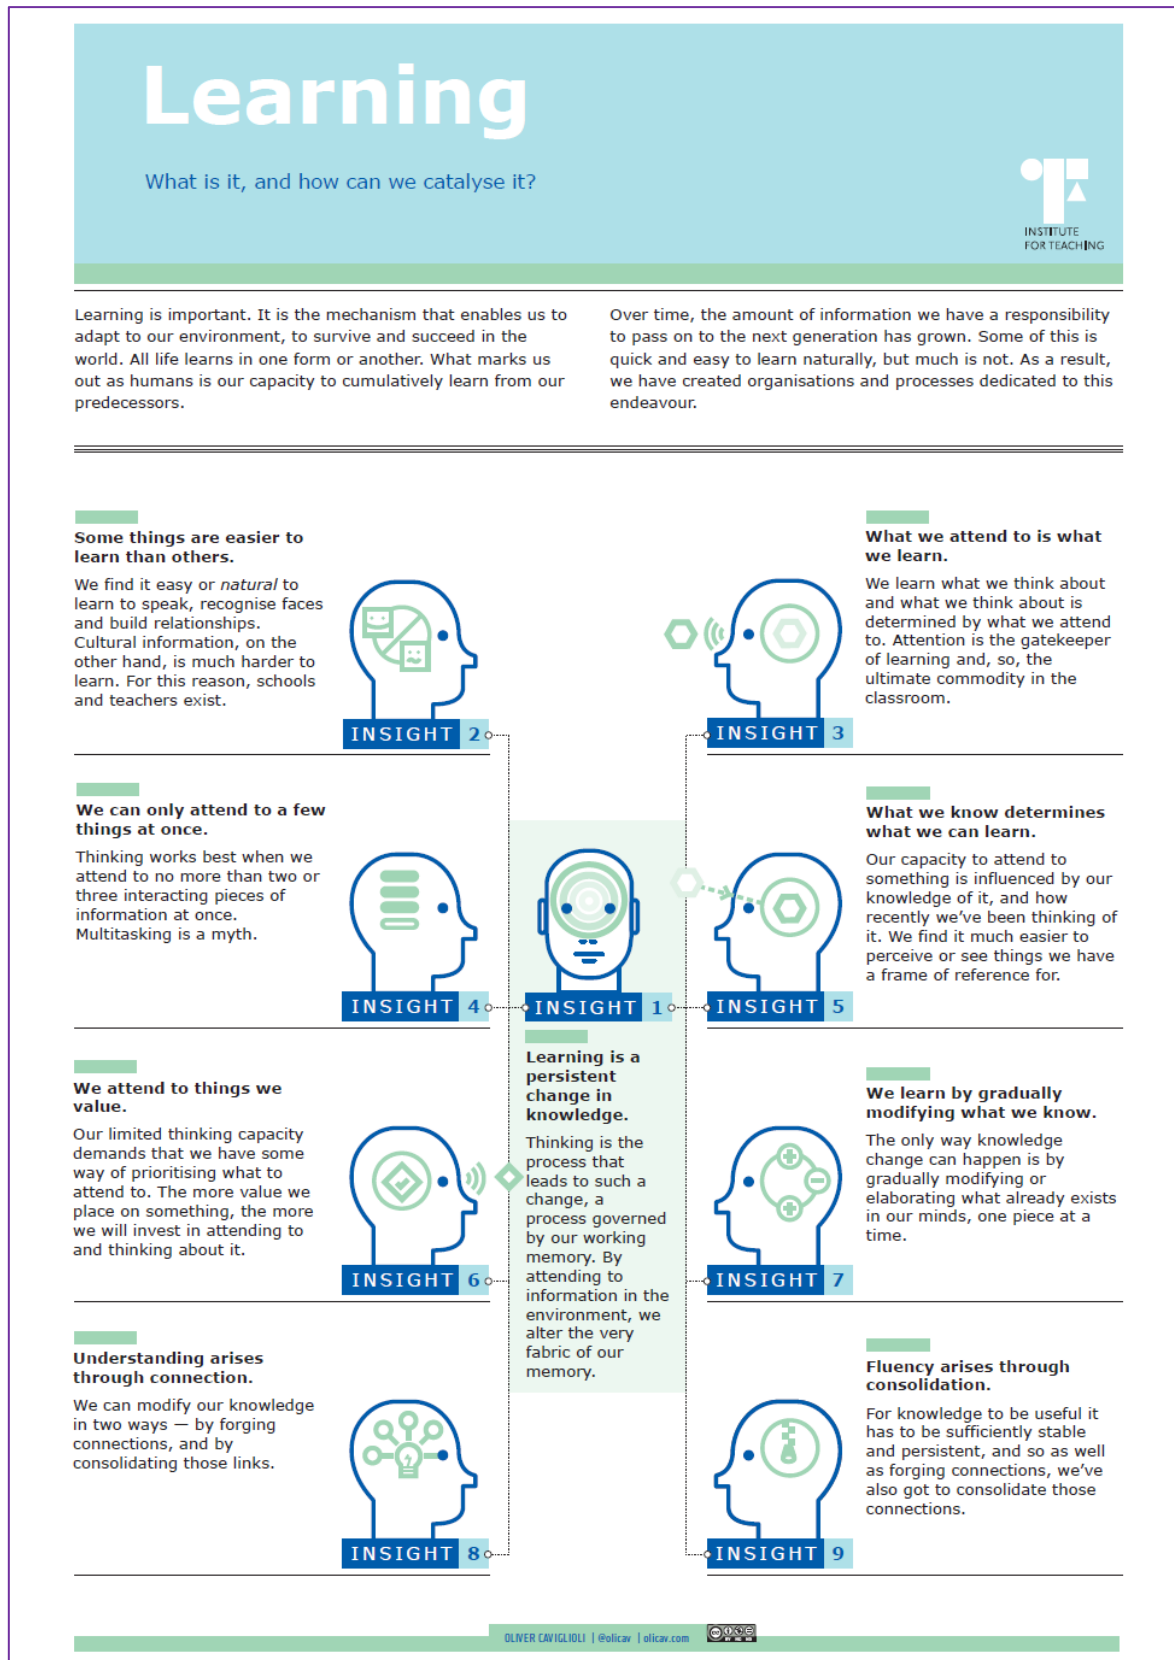 Learning
What is it, and how can we catalyse it?
INSTITUTE
FOR TEACHING
Learning is important. It is the mechanism that enables us to
adapt to our environment, to survive and succeed in the
world. All life learns in one form or another. What marks us
out as humans is our capacity to cumulatively learn from our
predecessors.
Over time, the amount of information we have a responsibility
to pass on to the next generation has grown. Some of this is
quick and easy to learn naturally, but much is not. As a result,
we have created organisations and processes dedicated to this
endeavour.
Learning is a
persistent
change in
knowledge.
Thinking is the
process that
leads to such a
change, a
process governed
by our working
memory. By
attending to
information in the
environment, we
alter the very
fabric of our
memory.
INSIGHT 1
Some things are easier to
learn than others.
We find it easy or natural to
learn to speak, recognise faces
and build relationships.
Cultural information, on the
other hand, is much harder to
learn. For this reason, schools
and teachers exist.
INSIGHT 2
What we attend to is what
we learn.
We learn what we think about
and what we think about is
determined by what we attend
to. Attention is the gatekeeper
of learning and, so, the
ultimate commodity in the
classroom.
INSIGHT 3
We can only attend to a few
things at once.
Thinking works best when we
attend to no more than two or
three interacting pieces of
information at once.
Multitasking is a myth.
INSIGHT 4
What we know determines
what we can learn.
Our capacity to attend to
something is influenced by our
knowledge of it, and how
recently we've been thinking of
it. We find it much easier to
perceive or see things we have
a frame of reference for.
INSIGHT 5
We attend to things we
value.
Our limited thinking capacity
demands that we have some
way of prioritising what to
attend to. The more value we
place on something, the more
we will invest in attending to
and thinking about it.
INSIGHT 6
We learn by gradually
modifying what we know.
The only way knowledge
change can happen is by
gradually modifying or
elaborating what already exists
in our minds, one piece at a
time.
INSIGHT 7
Understanding arises
through connection.
We can modify our knowledge
in two ways — by forging
connections, and by
consolidating those links.
INSIGHT 8
Fluency arises through
consolidation.
For knowledge to be useful it
has to be sufficiently stable
and persistent, and so as well
as forging connections, we've
also got to consolidate those
connections.
INSIGHT 9
OLIVER CAVIGLIOLI | @olicav | olicav.com